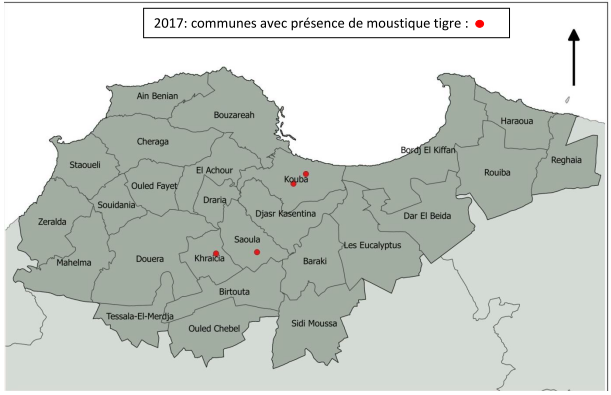 2017: communes avec présence de moustique tigre :
Ain Benian
Bouzareah
Haraoua
Cheraga
Bordj El Kiffan
Staoueli
El Achour
Kouba
Rouiba
Reghaia
Ouled Fayet
Souidania
Draria
Djasr Kasentina
Dar El Beida
Zeralda
Saoula
Les Eucalyptus
Mahelma
Douera
Khraicia
Baraki
Birtouta
Tessala-El-Merdja
Ouled Chebel
Sidi Moussa